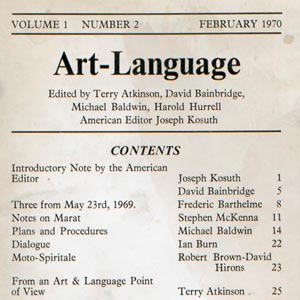 VOLUME 1 NUMBER 2 FEBRUARY 1970
Art-Language
Edited by Terry Atkinson, David Bainbridge,
Michael Baldwin, Harold Hurrell
American Editor Joseph Kosuth
CONTENTS
Introductory Note by the American
Editor Joseph Kosuth 1
David Bainbridge 5
Three from May 23rd, 1969. Frederic Barthelme 8
Notes on Marat Stephen McKenna 11
Plans and Procedures Michael Baldwin 14
Dialogue Ian Burn 22
Moto-Spiritale Robert Brown-David
Hirons 23
From an Art & Language Point
of View Terry Atkinson 25